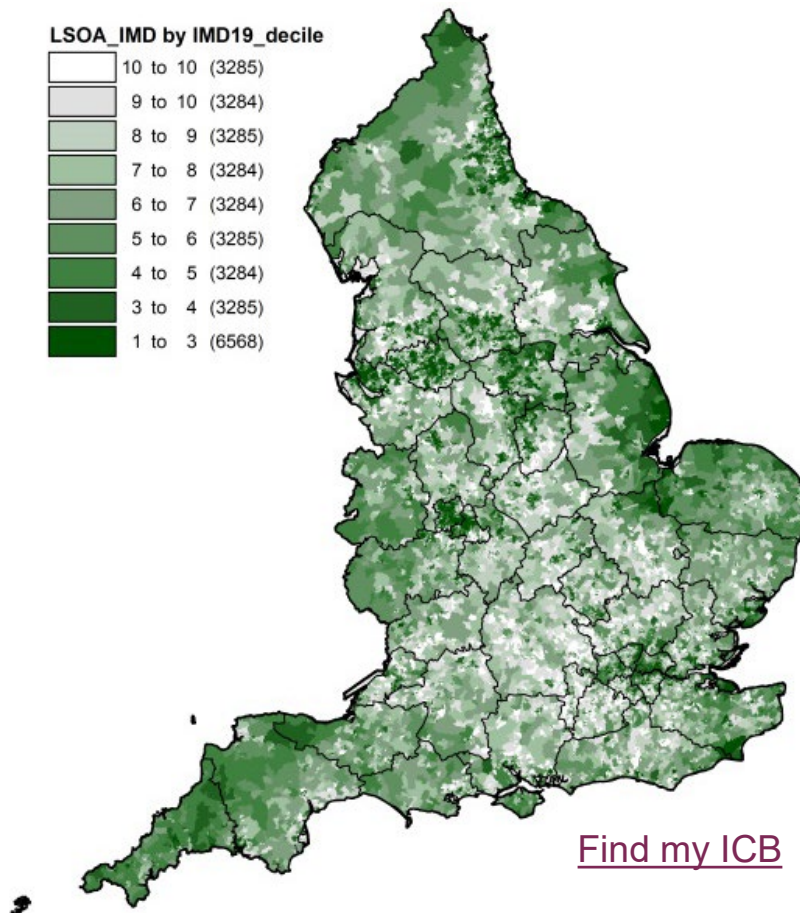 LSOA_IMD by IMD19_decile
10 to 10 (3285)
9 to 10 (3284)
8 to 9 (3285)
7 to 8 (3284)
6 to 7 (3284)
5 to 6 (3285)
4 to 5 (3284)
3 to 4 (3285)
1 to 3 (6568)
Find my ICB